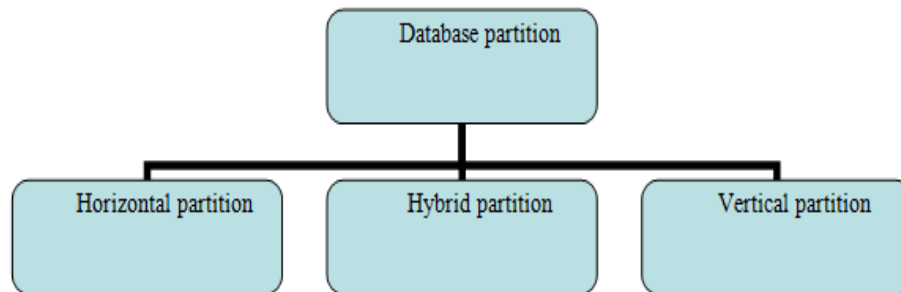 Database partition
Horizontal partition
Hybrid partition
Vertical partition